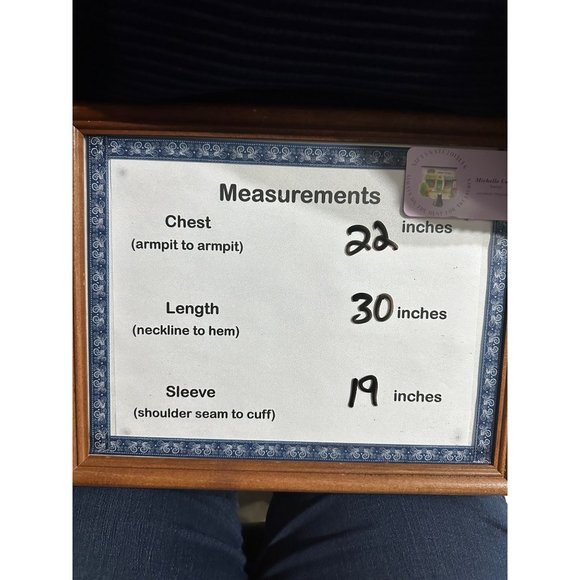 Measurements
Chest
(armpit to armpit)
22 inches
Length
(neckline to hem)
30 inches
Sleeve
(shoulder seam to cuff)
19 inches
Michelle